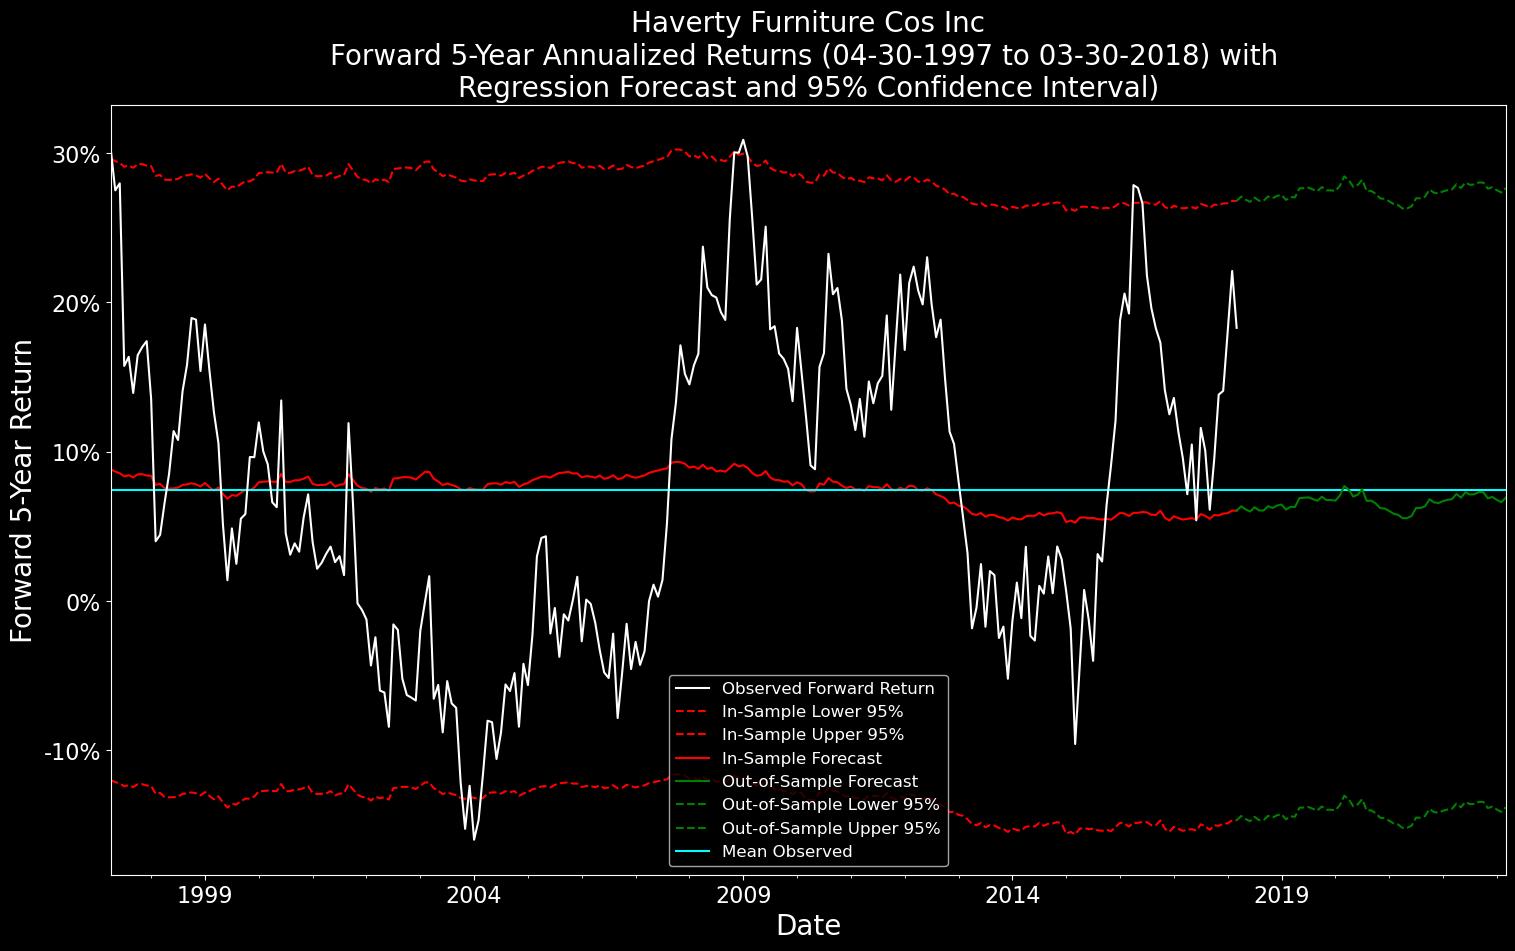 Haverty Furniture Cos Inc
Forward 5-Year Annualized Returns (04-30-1997 to 03-30-2018) with
Regression Forecast and 95% Confidence Interval)
Forward 5-Year Return
30%
20%
10%
0%
-10%
Observed Forward Return
In-Sample Lower 95%
In-Sample Upper 95%
In-Sample Forecast
Out-of-Sample Forecast
Out-of-Sample Lower 95%
Out-of-Sample Upper 95%
Mean Observed
1999 2004 2009 2014 2019
Date